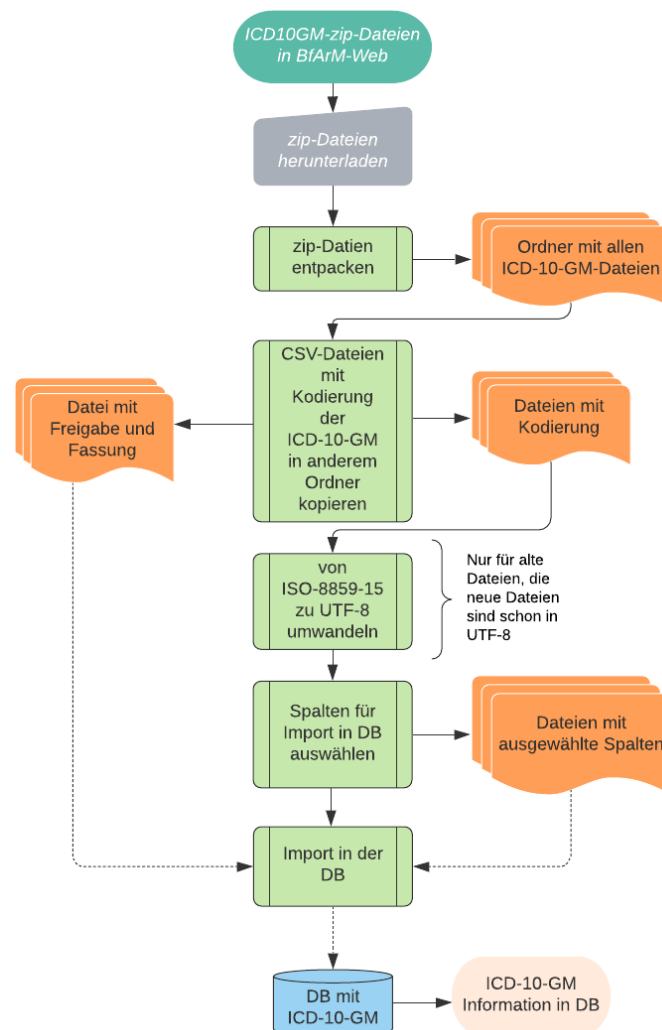 ICD10GM-zip-Dateien
in BfArM-Web
zip-Dateien
herunterladen
zip-Datien
entpacken
Ordner mit allen
ICD-10-GM-Dateien
CSV-Dateien
mit
Kodierung
der
ICD-10-GM
in anderem
Ordner
kopieren
Datei mit
Freigabe und
Fassung
Dateien mit
Kodierung
von
ISO-8859-15
zu UTF-8
umwandeln
Nur für alte
Dateien, die
neue Dateien
sind schon in
UTF-8
Spalten für
Import in DB
auswählen
Dateien mit
ausgewählte Spalten
Import in der
DB
DB mit
ICD-10-GM
ICD-10-GM
Information in DB